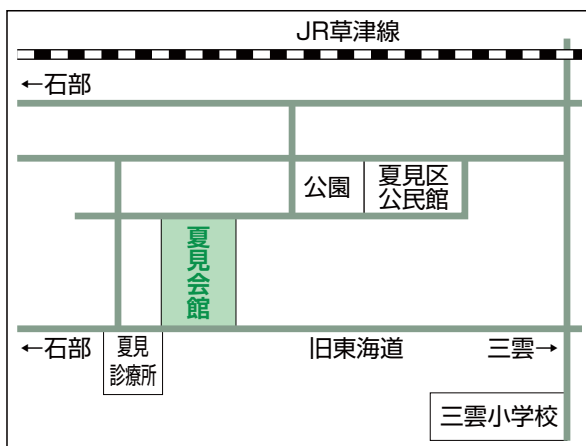 JR草津線
←石部
公園
夏見区
公民館
夏見会館
←石部
夏見
診療所
旧東海道
三雲→
三雲小学校